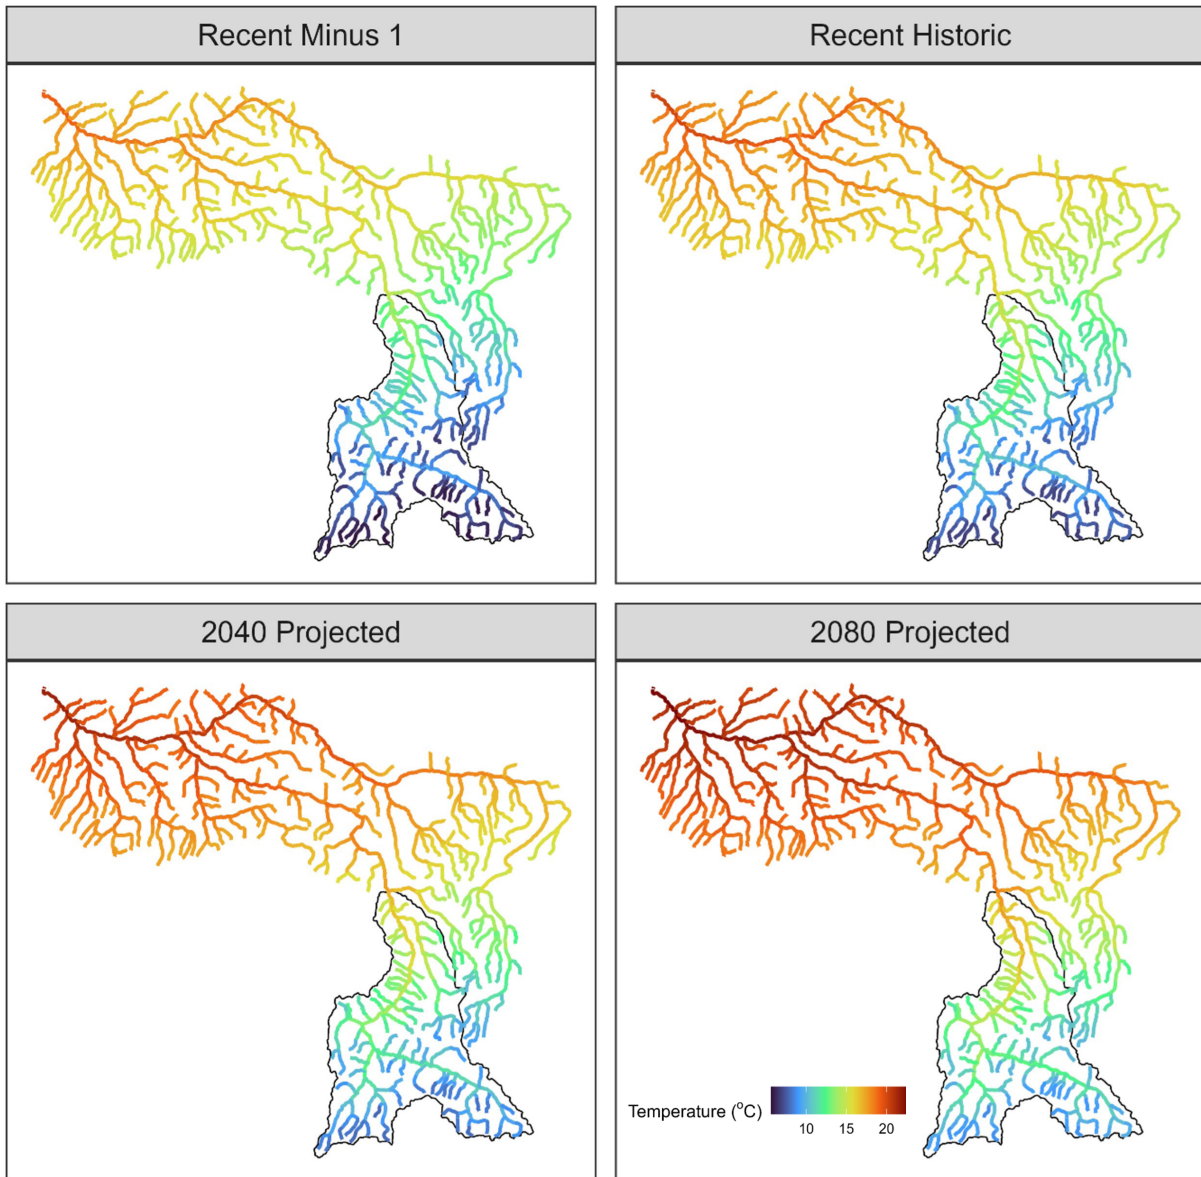 Recent Minus 1
Recent Historic
2040 Projected
2080 Projected
Temperature (°C)
10 15 20